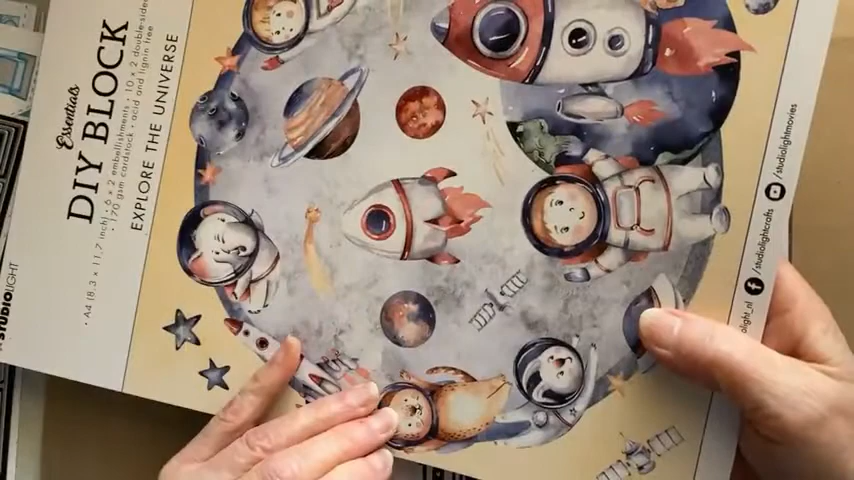 Essentials
DIY BLOCK
• A4 (8.3 x 11.7 inch) • 6 x 2 embellishments • 10 x 2 double-sided
• 170 gsm cardstock • acid and lignin free
EXPLORE THE UNIVERSE
STUDIOLIGHT
studiolight_nl
studiolightcrafts
studiolightmovies